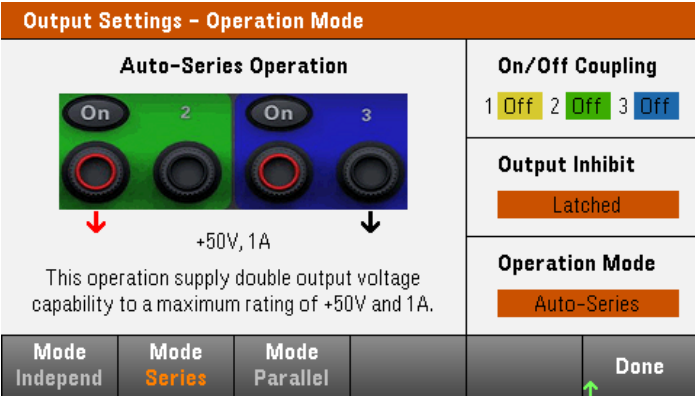 Output Settings - Operation Mode
Auto-Series Operation
On 2 On 3
+50V, 1A
This operation supply double output voltage
capability to a maximum rating of +50V and 1A.
On/Off Coupling
1 Off 2 Off 3 Off
Output Inhibit
Latched
Operation Mode
Auto-Series
Mode Independ
Mode Series
Mode Parallel
Done